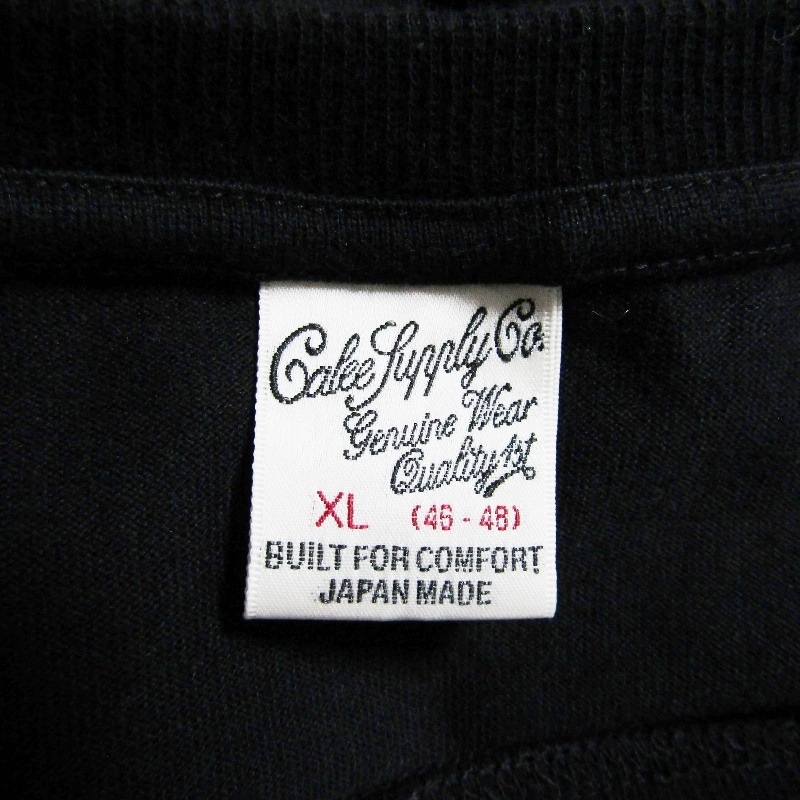 Calee Supply Co.
Genuine Wear
Quality 1st
XL (46-48)
BUILT FOR COMFORT
JAPAN MADE